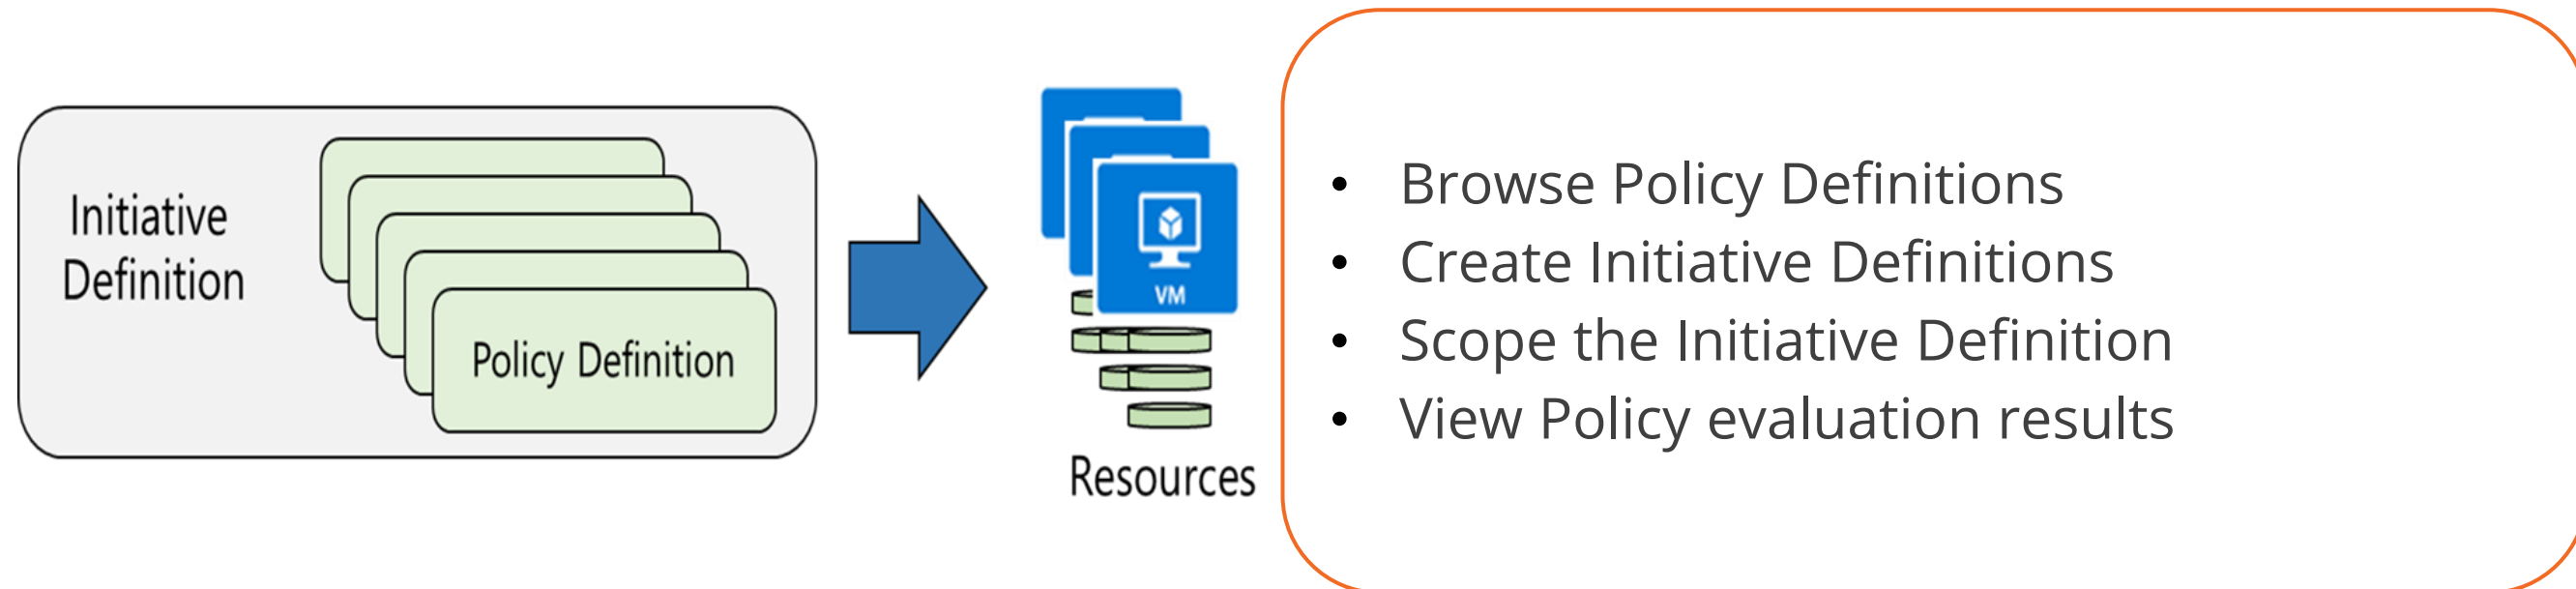 Initiative
Definition
Policy Definition
VM
Resources
• Browse Policy Definitions
• Create Initiative Definitions
• Scope the Initiative Definition
• View Policy evaluation results